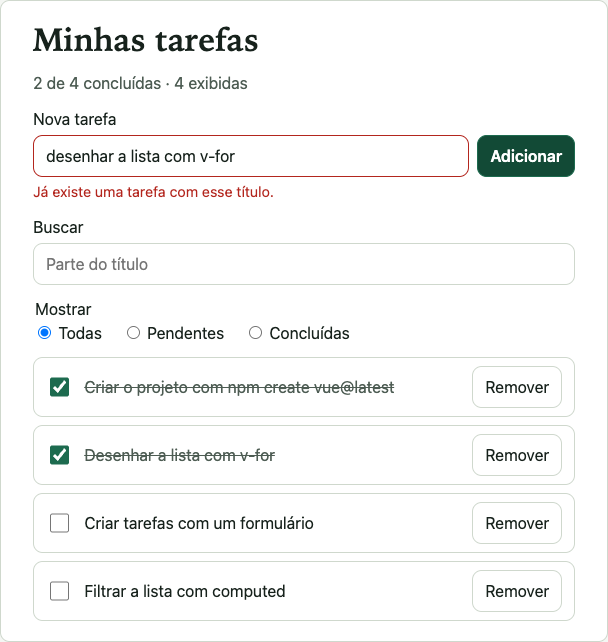 Minhas tarefas
2 de 4 concluídas · 4 exibidas
Nova tarefa
desenhar a lista com v-for
Adicionar
Já existe uma tarefa com esse título.
Buscar
Parte do título
Mostrar
Todas Pendentes Concluídas
Criar o projeto com npm create vue@latest Remover
Desenhar a lista com v-for Remover
Criar tarefas com um formulário Remover
Filtrar a lista com computed Remover